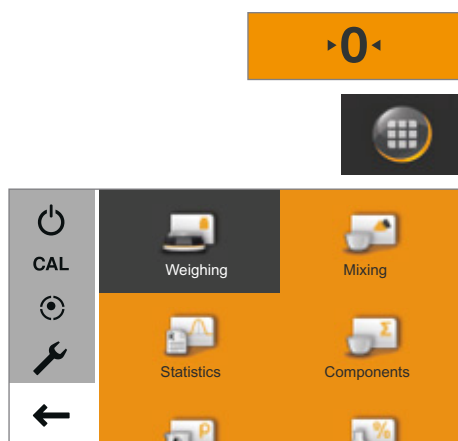 0
CAL
Weighing
Mixing
Σ
Statistics
Components
ρ
%